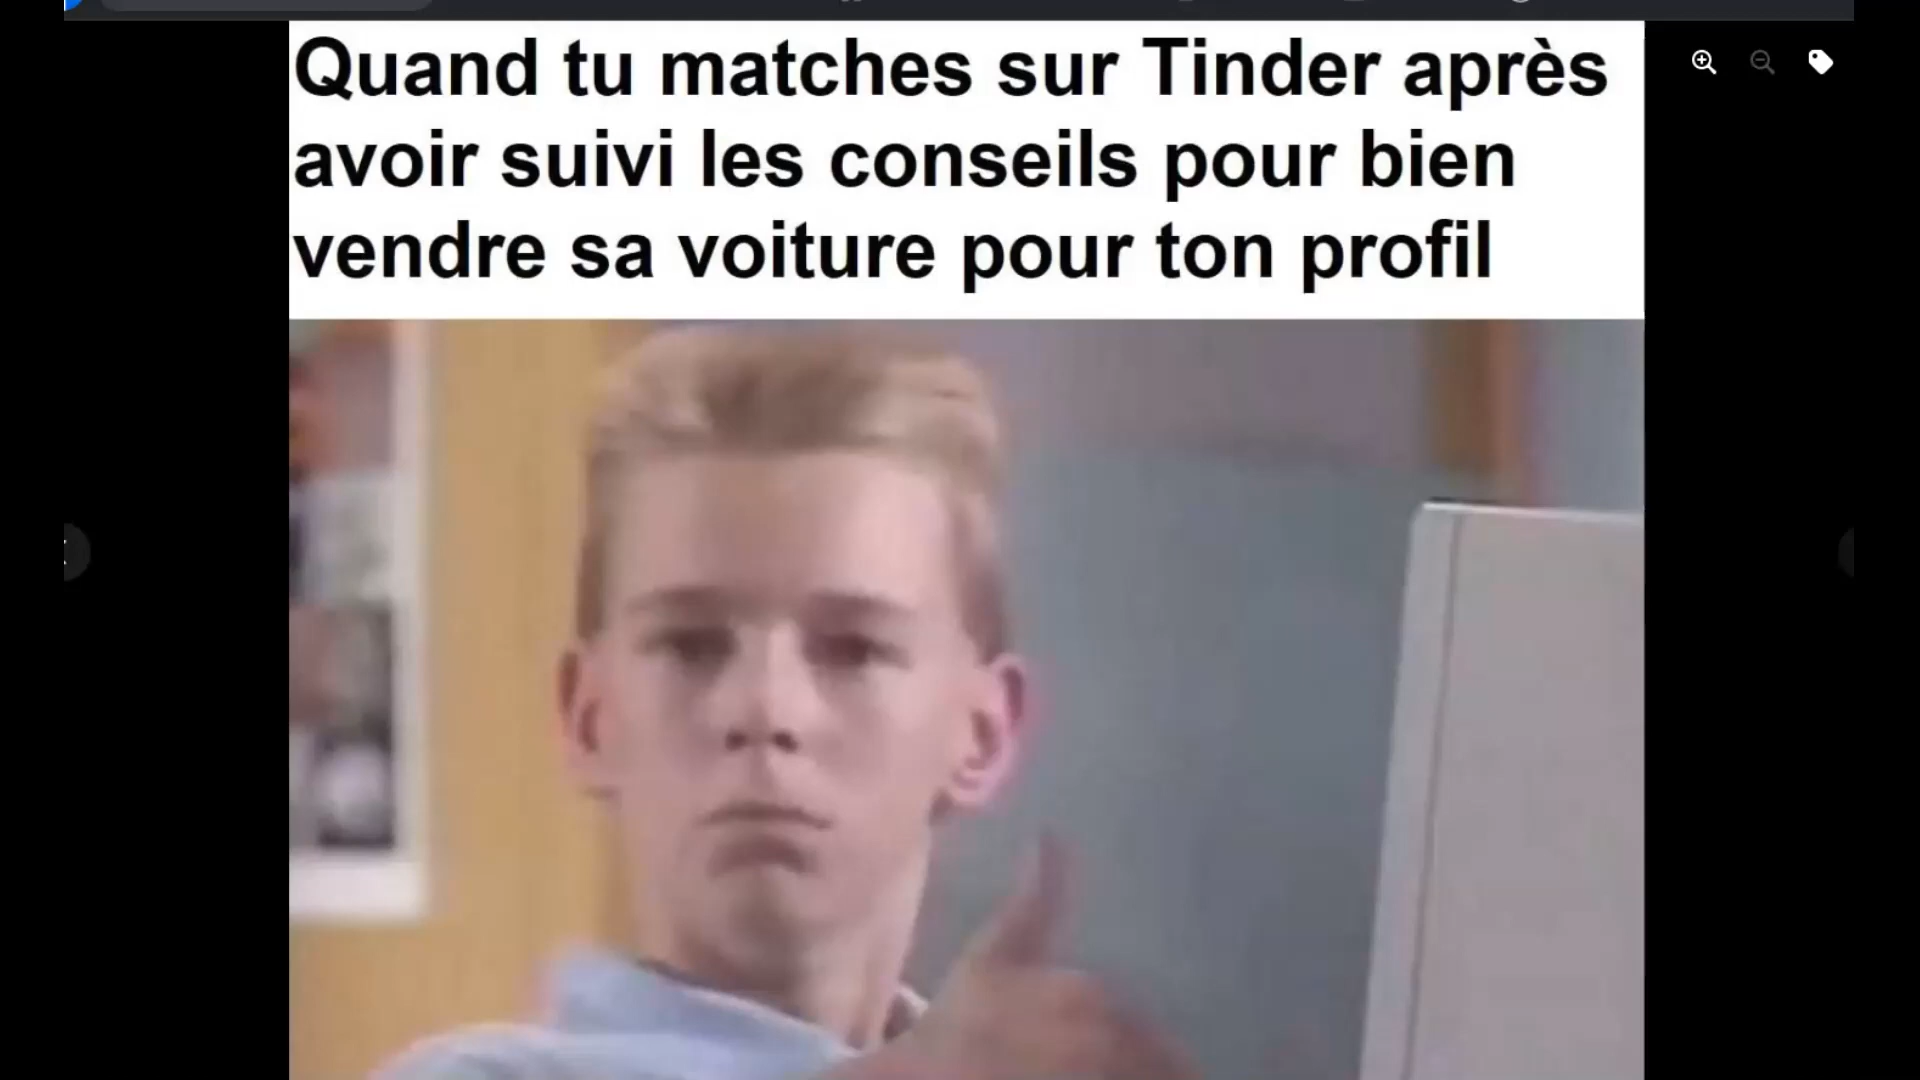 Quand tu matches sur Tinder après
avoir suivi les conseils pour bien
vendre sa voiture pour ton profil